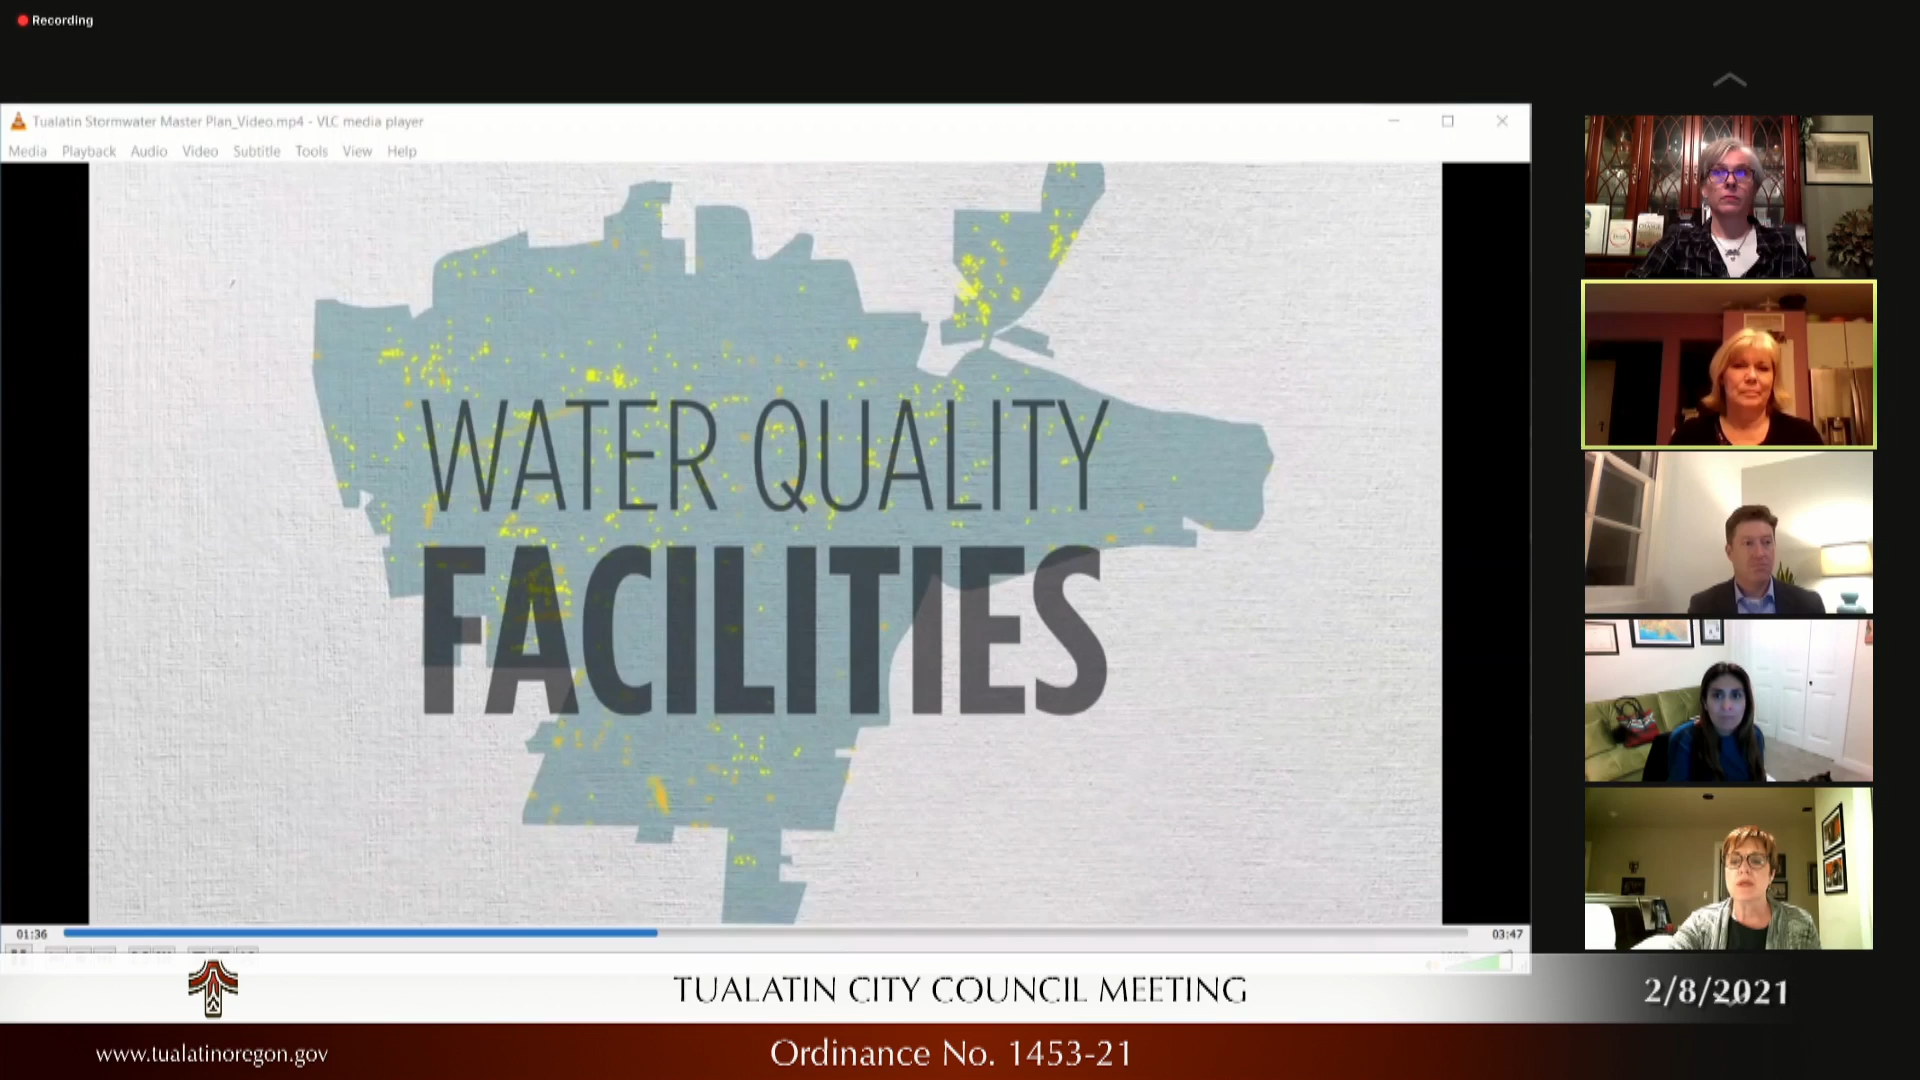 Recording
Tualatin Stormwater Master Plan_Video.mp4 - VLC media player
Media Playback Audio Video Subtitle Tools View Help
WATER QUALITY
FACILITIES
01:36
03:47
TUALATIN CITY COUNCIL MEETING
2/8/2021
www.tualatinoregon.gov
Ordinance No. 1453-21